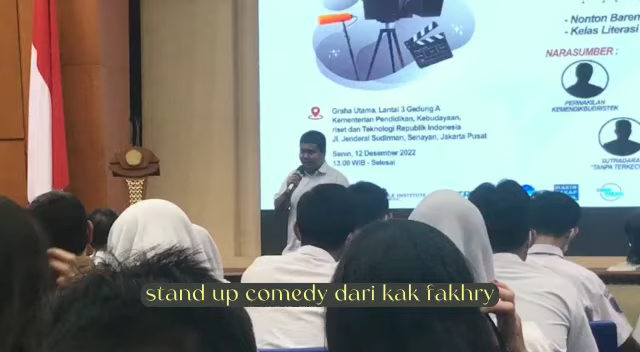 - Nonton Baren
- Kelas Literasi
NARASUMBER :
Graha Utama, Lantai 3 Gedung A
Kementerian Pendidikan, Kebudayaan,
riset dan Teknologi Republik Indonesia
Jl. Jenderal Sudirman, Senayan, Jakarta Pusat
Senin, 12 Desember 2022
13.00 WIB - Selesai
PERWAKILAN
KEMENDIKBUDRISTEK
SUTRADARA
"TANPA TERKEC
stand up comedy dari kak fakhry